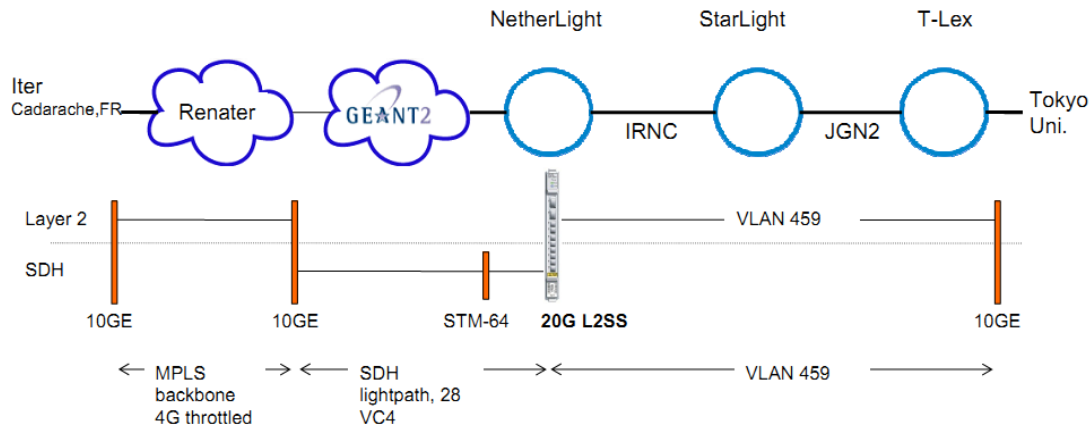 NetherLight
StarLight
T-Lex
Iter
Cadarache,FR
Renater
GEANT2
IRNC
JGN2
Tokyo
Uni.
Layer 2
VLAN 459
SDH
10GE
10GE
STM-64
20G L2SS
10GE
MPLS
backbone
4G throttled
SDH
lightpath, 28
VC4
VLAN 459